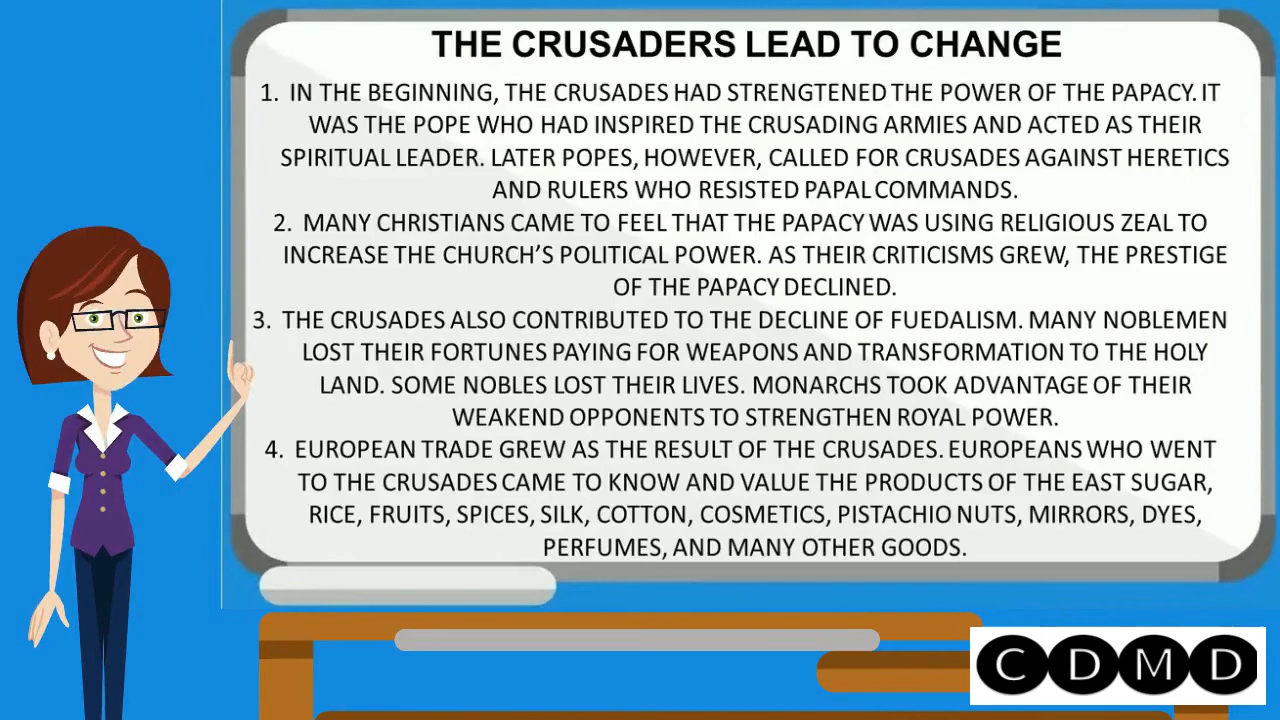 THE CRUSADERS LEAD TO CHANGE
1. IN THE BEGINNING, THE CRUSADES HAD STRENGTENED THE POWER OF THE PAPACY. IT
WAS THE POPE WHO HAD INSPIRED THE CRUSADING ARMIES AND ACTED AS THEIR
SPIRITUAL LEADER. LATER POPES, HOWEVER, CALLED FOR CRUSADES AGAINST HERETICS
AND RULERS WHO RESISTED PAPAL COMMANDS.
2. MANY CHRISTIANS CAME TO FEEL THAT THE PAPACY WAS USING RELIGIOUS ZEAL TO
INCREASE THE CHURCH’S POLITICAL POWER. AS THEIR CRITICISMS GREW, THE PRESTIGE
OF THE PAPACY DECLINED.
3. THE CRUSADES ALSO CONTRIBUTED TO THE DECLINE OF FUEDALISM. MANY NOBLEMEN
LOST THEIR FORTUNES PAYING FOR WEAPONS AND TRANSFORMATION TO THE HOLY
LAND. SOME NOBLES LOST THEIR LIVES. MONARCHS TOOK ADVANTAGE OF THEIR
WEAKEND OPPONENTS TO STRENGTHEN ROYAL POWER.
4. EUROPEAN TRADE GREW AS THE RESULT OF THE CRUSADES. EUROPEANS WHO WENT
TO THE CRUSADES CAME TO KNOW AND VALUE THE PRODUCTS OF THE EAST SUGAR,
RICE, FRUITS, SPICES, SILK, COTTON, COSMETICS, PISTACHIO NUTS, MIRRORS, DYES,
PERFUMES, AND MANY OTHER GOODS.
CDMD